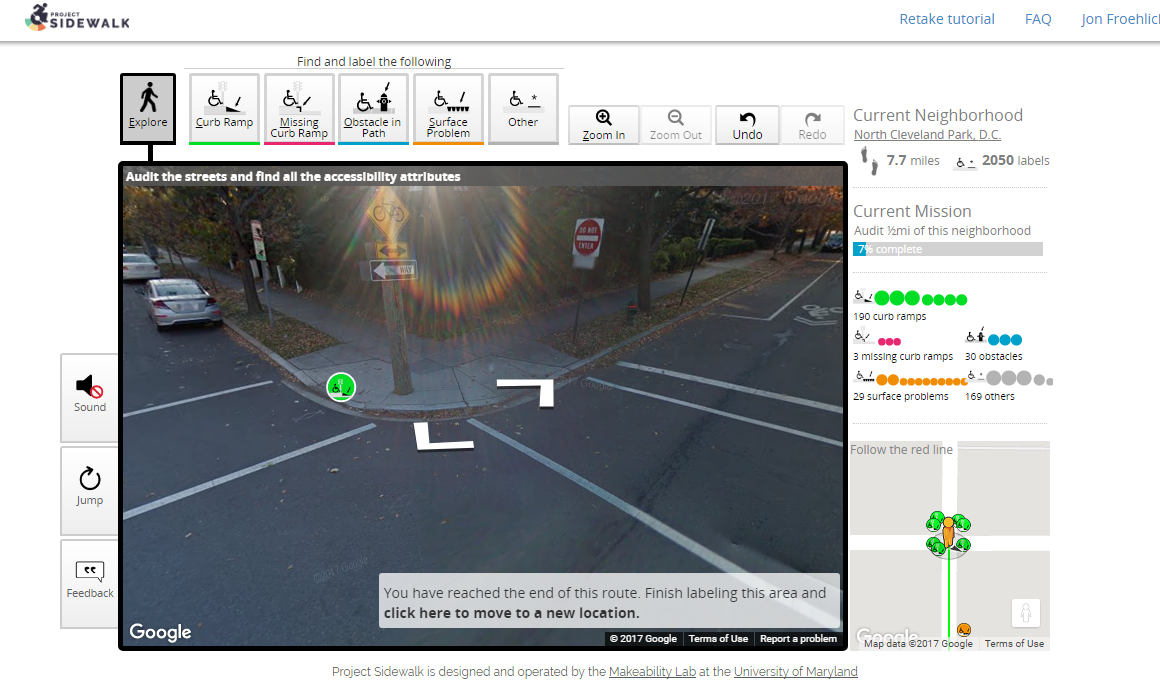 PROJECT
SIDEWALK
Retake tutorial
FAQ
Jon Froehlic
Find and label the following
Explore
Curb Ramp
Missing
Curb Ramp
Obstacle in
Path
Surface
Problem
Other
Zoom In
Zoom Out
Undo
Redo
Audit the streets and find all the accessibility attributes
DO NOT
ENTER
WAY
Sound
Jump
Feedback
You have reached the end of this route. Finish labeling this area and
click here to move to a new location.
Google
© 2017 Google
Terms of Use
Report a problem
Current Neighborhood
North Cleveland Park, D.C.
7.7 miles
2050 labels
Current Mission
Audit ½mi of this neighborhood
7% complete
190 curb ramps
3 missing curb ramps
30 obstacles
29 surface problems
169 others
Follow the red line
Google
Map data ©2017 Google
Terms of Use
Project Sidewalk is designed and operated by the Makeability Lab at the University of Maryland